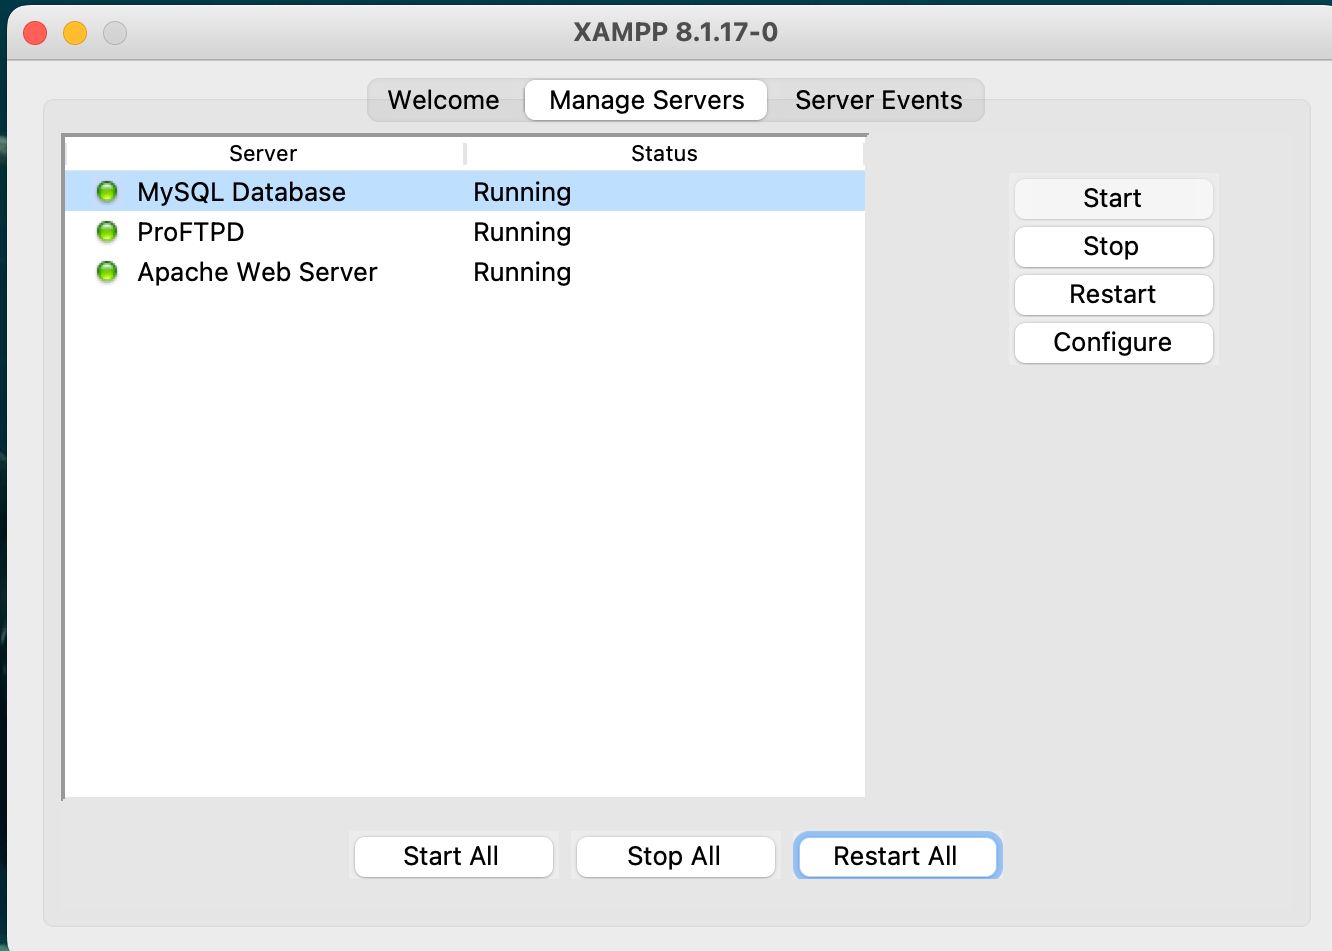 XAMPP 8.1.17-0
Welcome Manage Servers Server Events
Server Status
MySQL Database Running
ProFTPD Running
Apache Web Server Running
Start
Stop
Restart
Configure
Start All Stop All Restart All